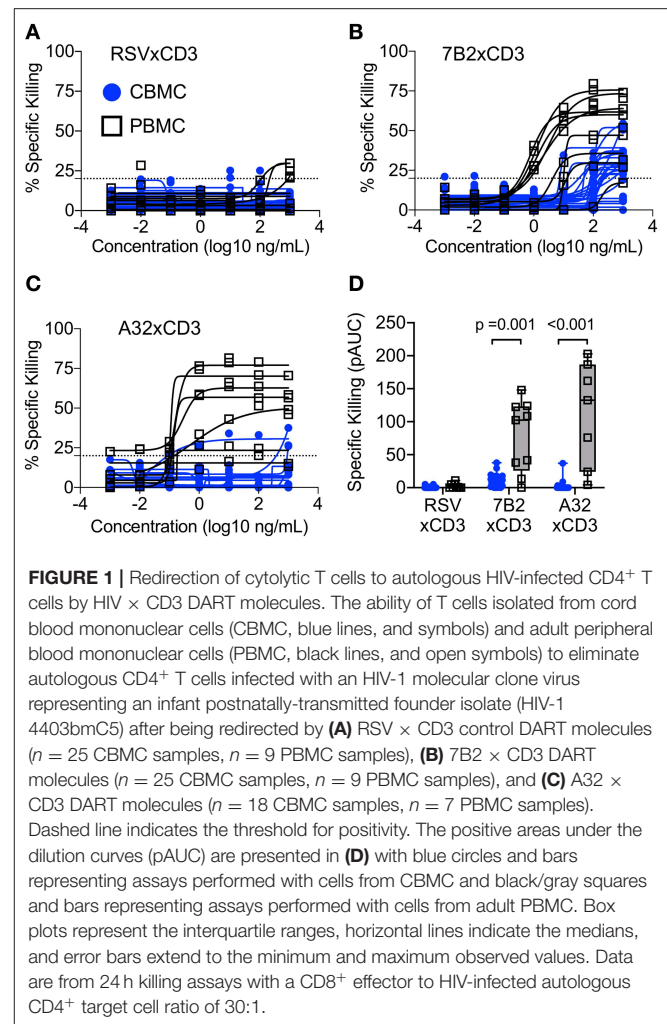 A
RSVxCD3
CBMC
PBMC
% Specific Killing
100
75
50
25
0
-4 -2 0 2 4
Concentration (log10 ng/mL)
B
7B2xCD3
% Specific Killing
100
75
50
25
0
-4 -2 0 2 4
Concentration (log10 ng/mL)
C
A32xCD3
% Specific Killing
100
75
50
25
0
-4 -2 0 2 4
Concentration (log10 ng/mL)
D
Specific Killing (pAUC)
250
200
150
100
50
0
p =0.001 <0.001
RSV 7B2 A32
xCD3 xCD3 xCD3
FIGURE 1 | Redirection of cytolytic T cells to autologous HIV-infected CD4⁺ T
cells by HIV × CD3 DART molecules. The ability of T cells isolated from cord
blood mononuclear cells (CBMC, blue lines, and symbols) and adult peripheral
blood mononuclear cells (PBMC, black lines, and open symbols) to eliminate
autologous CD4⁺ T cells infected with an HIV-1 molecular clone virus
representing an infant postnatally-transmitted founder isolate (HIV-1
4403bmC5) after being redirected by (A) RSV × CD3 control DART molecules
(n = 25 CBMC samples, n = 9 PBMC samples), (B) 7B2 × CD3 DART
molecules (n = 25 CBMC samples, n = 9 PBMC samples), and (C) A32 ×
CD3 DART molecules (n = 18 CBMC samples, n = 7 PBMC samples).
Dashed line indicates the threshold for positivity. The positive areas under the
dilution curves (pAUC) are presented in (D) with blue circles and bars
representing assays performed with cells from CBMC and black/gray squares
and bars representing assays performed with cells from adult PBMC. Box
plots represent the interquartile ranges, horizontal lines indicate the medians,
and error bars extend to the minimum and maximum observed values. Data
are from 24 h killing assays with a CD8⁺ effector to HIV-infected autologous
CD4⁺ target cell ratio of 30:1.